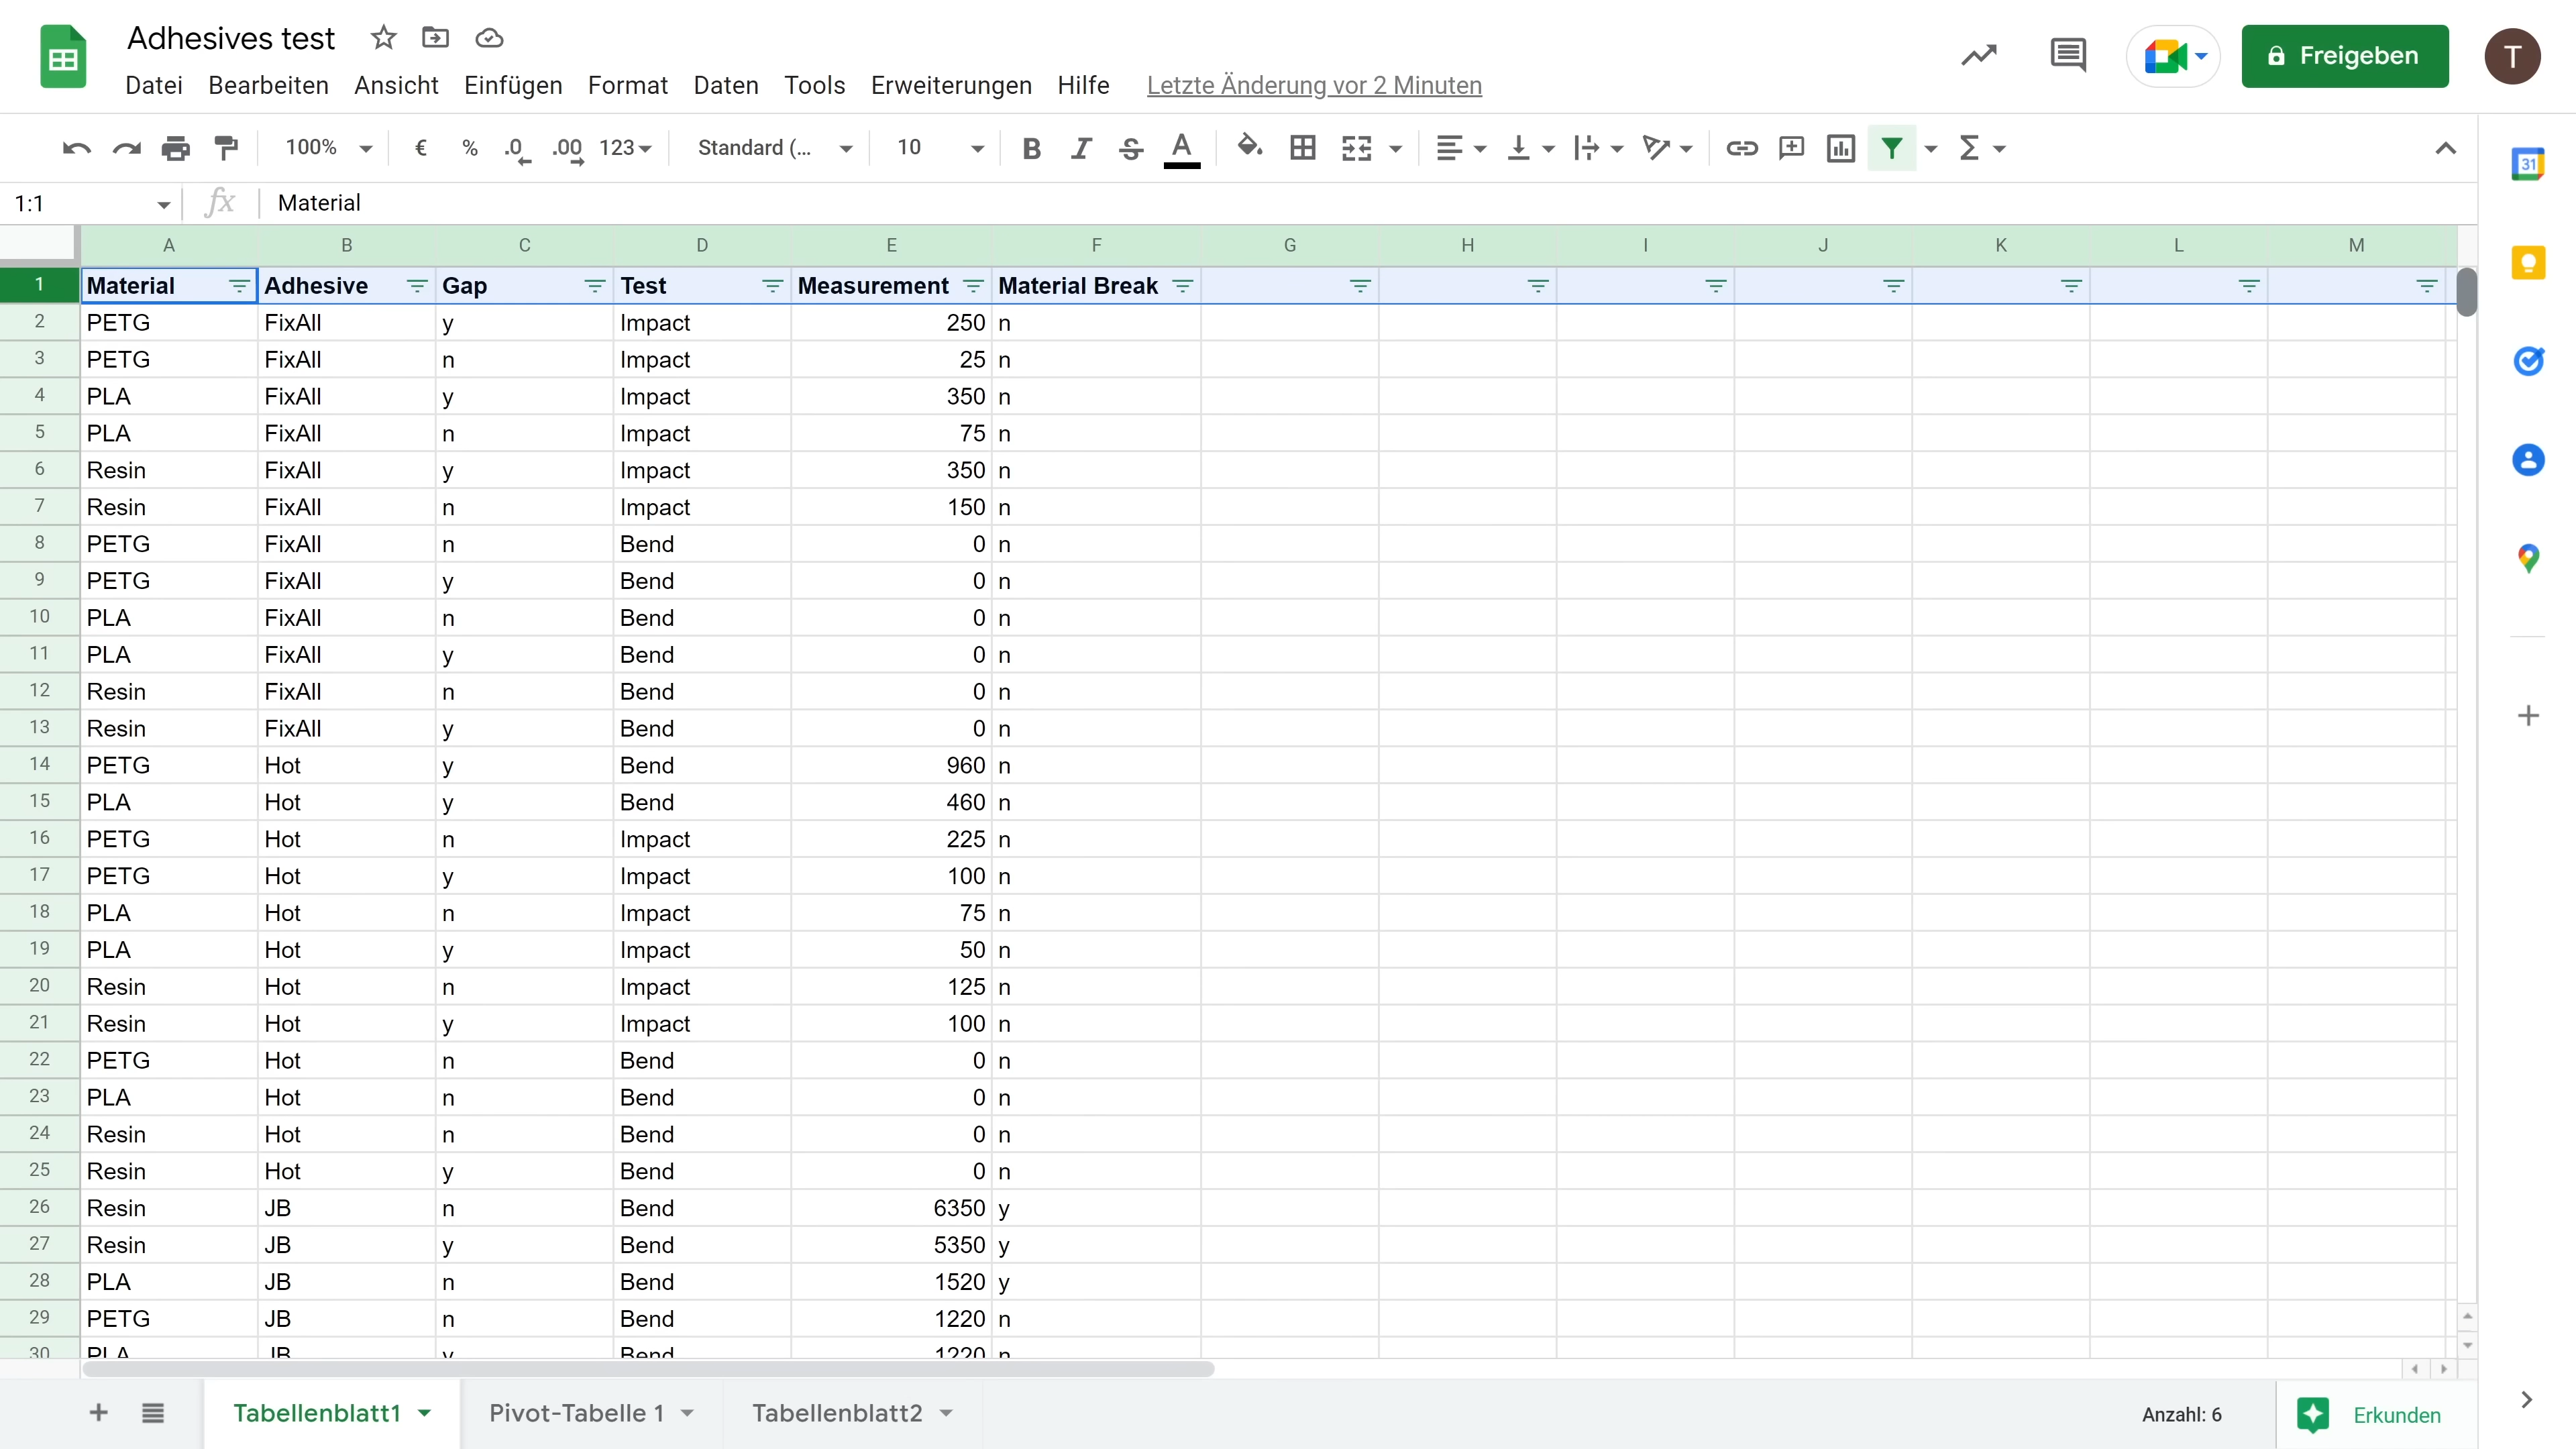 Adhesives test
Datei Bearbeiten Ansicht Einfügen Format Daten Tools Erweiterungen Hilfe Letzte Änderung vor 2 Minuten
Freigeben
T
100% € % .0 .00 123 Standard (... 10 B I S A Σ
31
1:1 fx Material
A B C D E F G H I J K L M
1 Material Adhesive Gap Test Measurement Material Break
2 PETG FixAll y Impact 250 n
3 PETG FixAll n Impact 25 n
4 PLA FixAll y Impact 350 n
5 PLA FixAll n Impact 75 n
6 Resin FixAll y Impact 350 n
7 Resin FixAll n Impact 150 n
8 PETG FixAll n Bend 0 n
9 PETG FixAll y Bend 0 n
10 PLA FixAll n Bend 0 n
11 PLA FixAll y Bend 0 n
12 Resin FixAll n Bend 0 n
13 Resin FixAll y Bend 0 n
14 PETG Hot y Bend 960 n
15 PLA Hot y Bend 460 n
16 PETG Hot n Impact 225 n
17 PETG Hot y Impact 100 n
18 PLA Hot n Impact 75 n
19 PLA Hot y Impact 50 n
20 Resin Hot n Impact 125 n
21 Resin Hot y Impact 100 n
22 PETG Hot n Bend 0 n
23 PLA Hot n Bend 0 n
24 Resin Hot n Bend 0 n
25 Resin Hot y Bend 0 n
26 Resin JB n Bend 6350 y
27 Resin JB y Bend 5350 y
28 PLA JB n Bend 1520 y
29 PETG JB n Bend 1220 n
30 PLA JB y Bend 1220 n
Tabellenblatt1 Pivot-Tabelle 1 Tabellenblatt2 Anzahl: 6 Erkunden